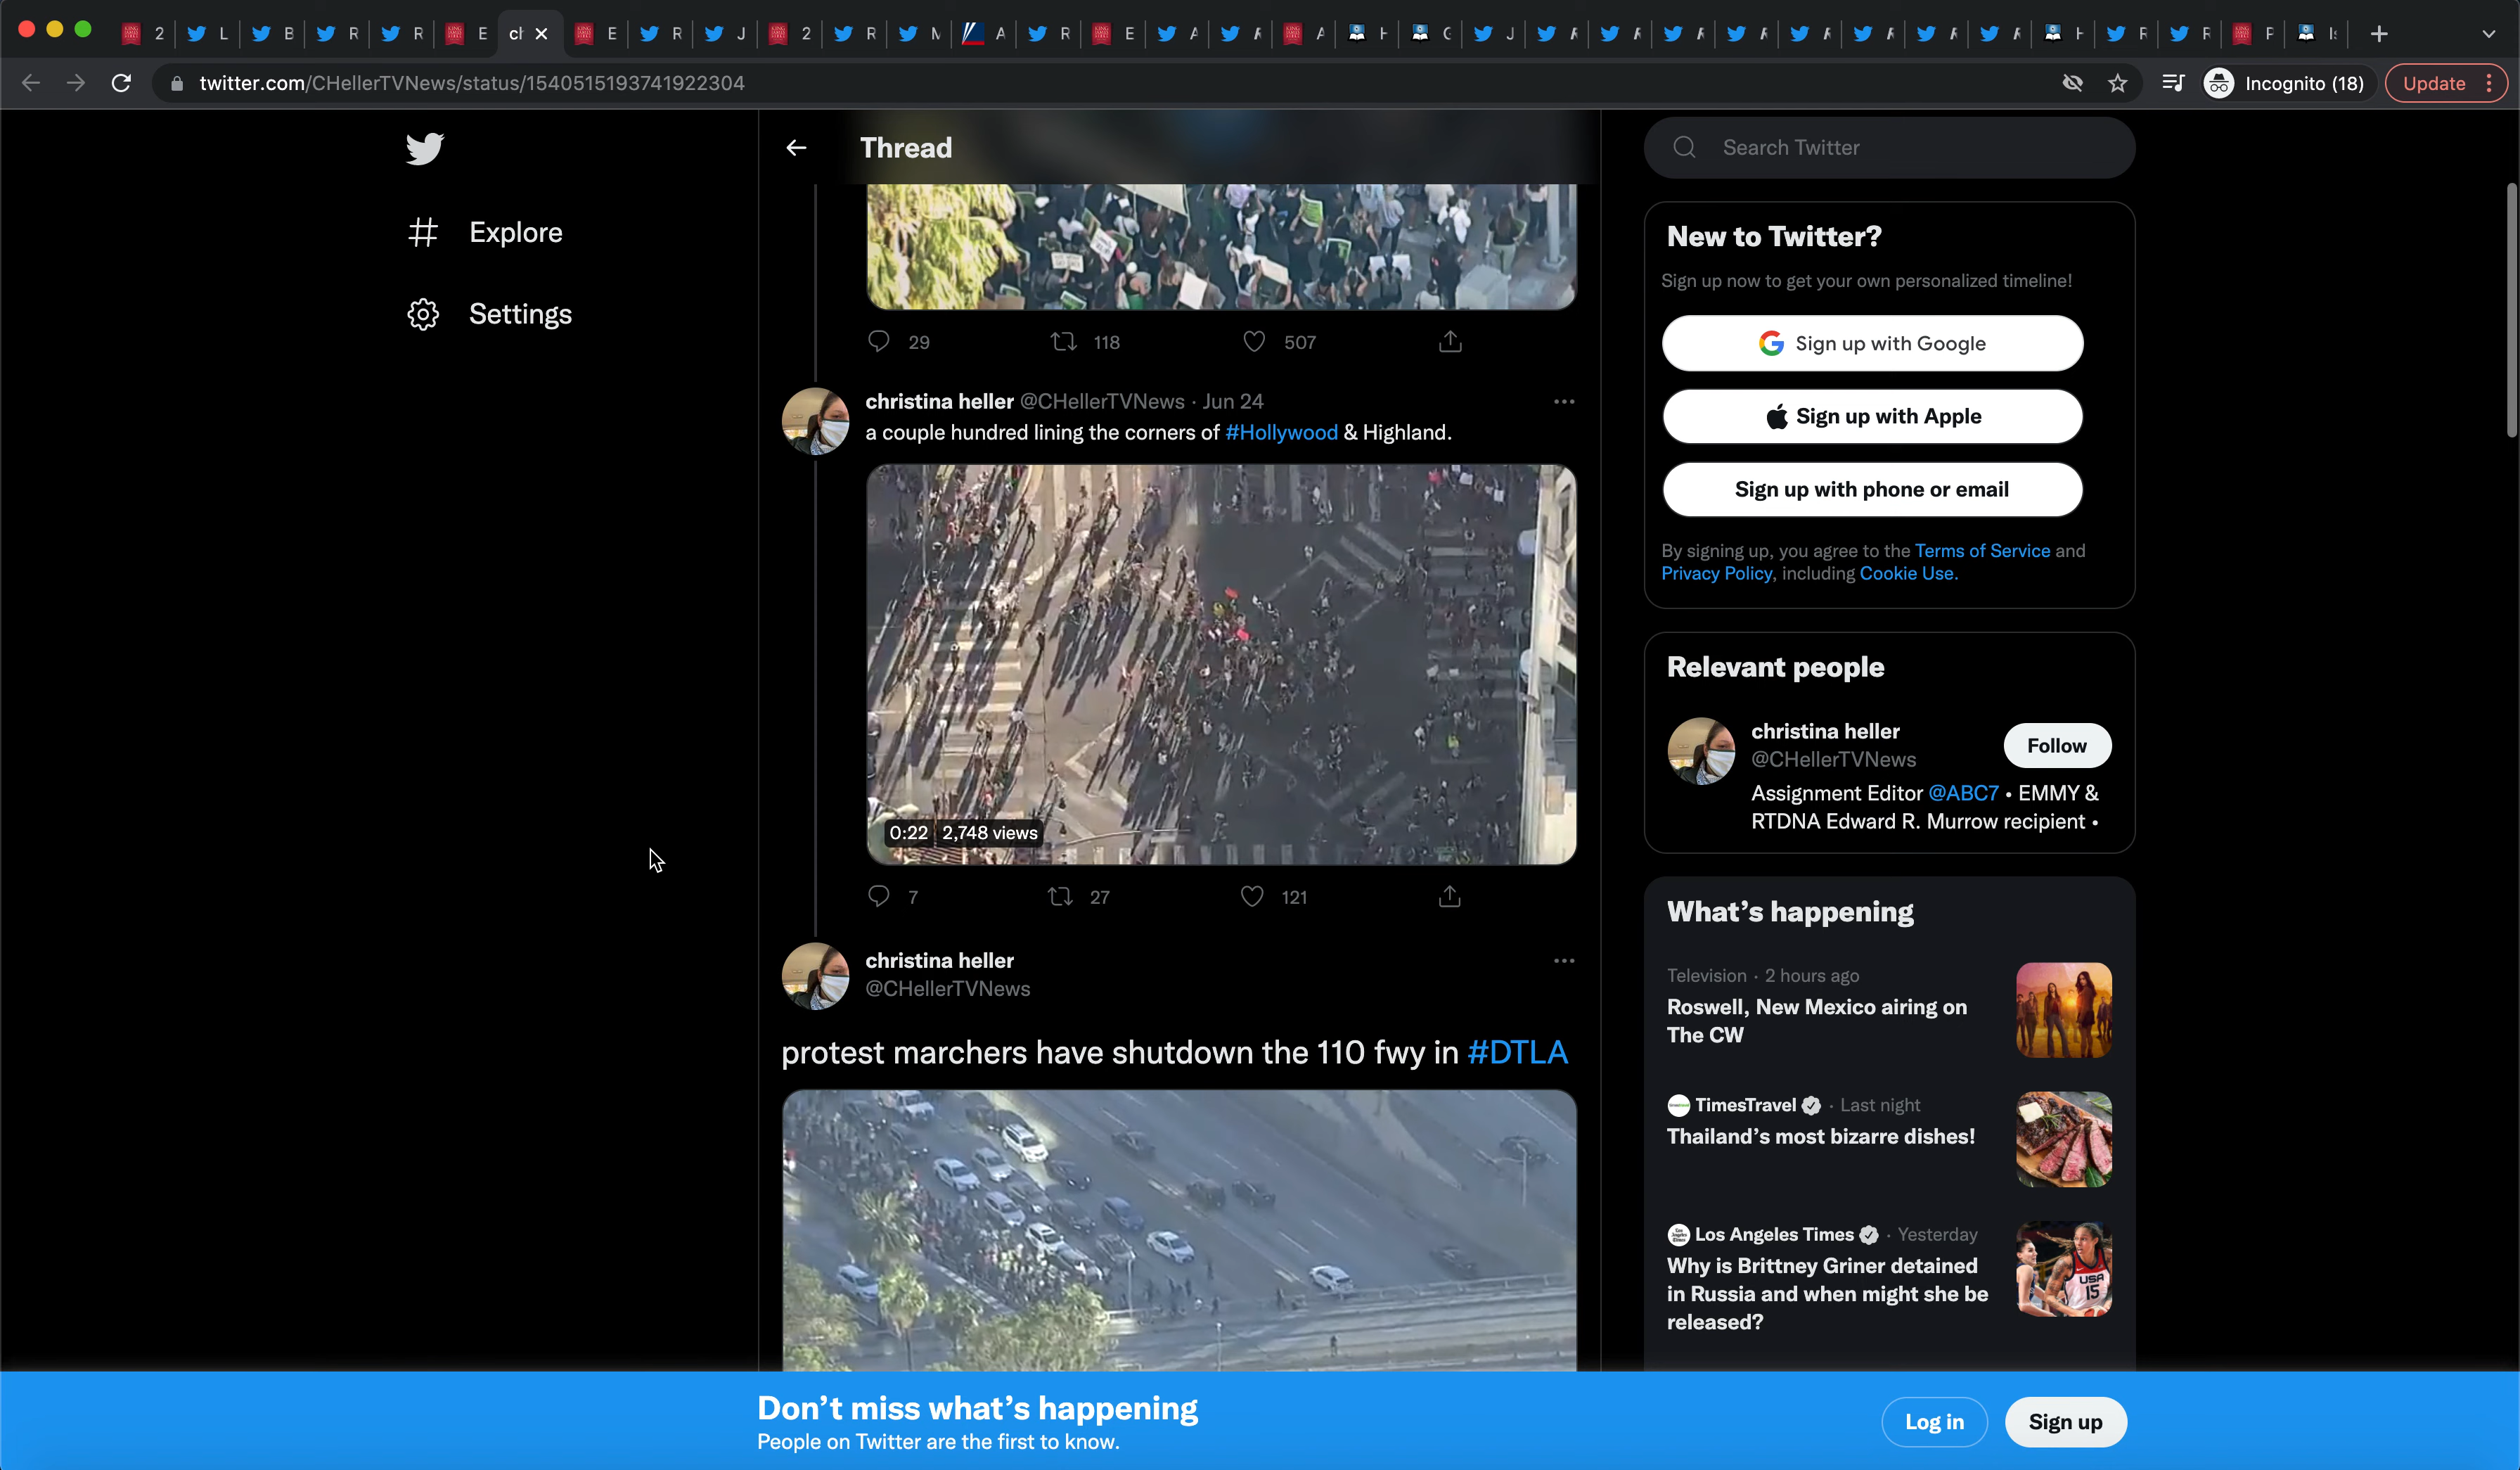 2
L
B
R
R
E
cl
E
R
J
2
R
M
A
R
E
A
A
H
G
J
H
R
R
F
twitter.com/CHellerTVNews/status/1540515193741922304
Incognito (18)
Update
Explore
Settings
Thread
29
118
507
christina heller @CHellerTVNews · Jun 24
a couple hundred lining the corners of #Hollywood & Highland.
0:22 2,748 views
7
27
121
christina heller
@CHellerTVNews
protest marchers have shutdown the 110 fwy in #DTLA
Search Twitter
New to Twitter?
Sign up now to get your own personalized timeline!
Sign up with Google
Sign up with Apple
Sign up with phone or email
By signing up, you agree to the Terms of Service and
Privacy Policy, including Cookie Use.
Relevant people
christina heller
@CHellerTVNews
Follow
Assignment Editor @ABC7 • EMMY &
RTDNA Edward R. Murrow recipient •
What’s happening
Television · 2 hours ago
Roswell, New Mexico airing on
The CW
TimesTravel · Last night
Thailand’s most bizarre dishes!
Los Angeles Times · Yesterday
Why is Brittney Griner detained
in Russia and when might she be
released?
USA
15
Don’t miss what’s happening
People on Twitter are the first to know.
Log in
Sign up